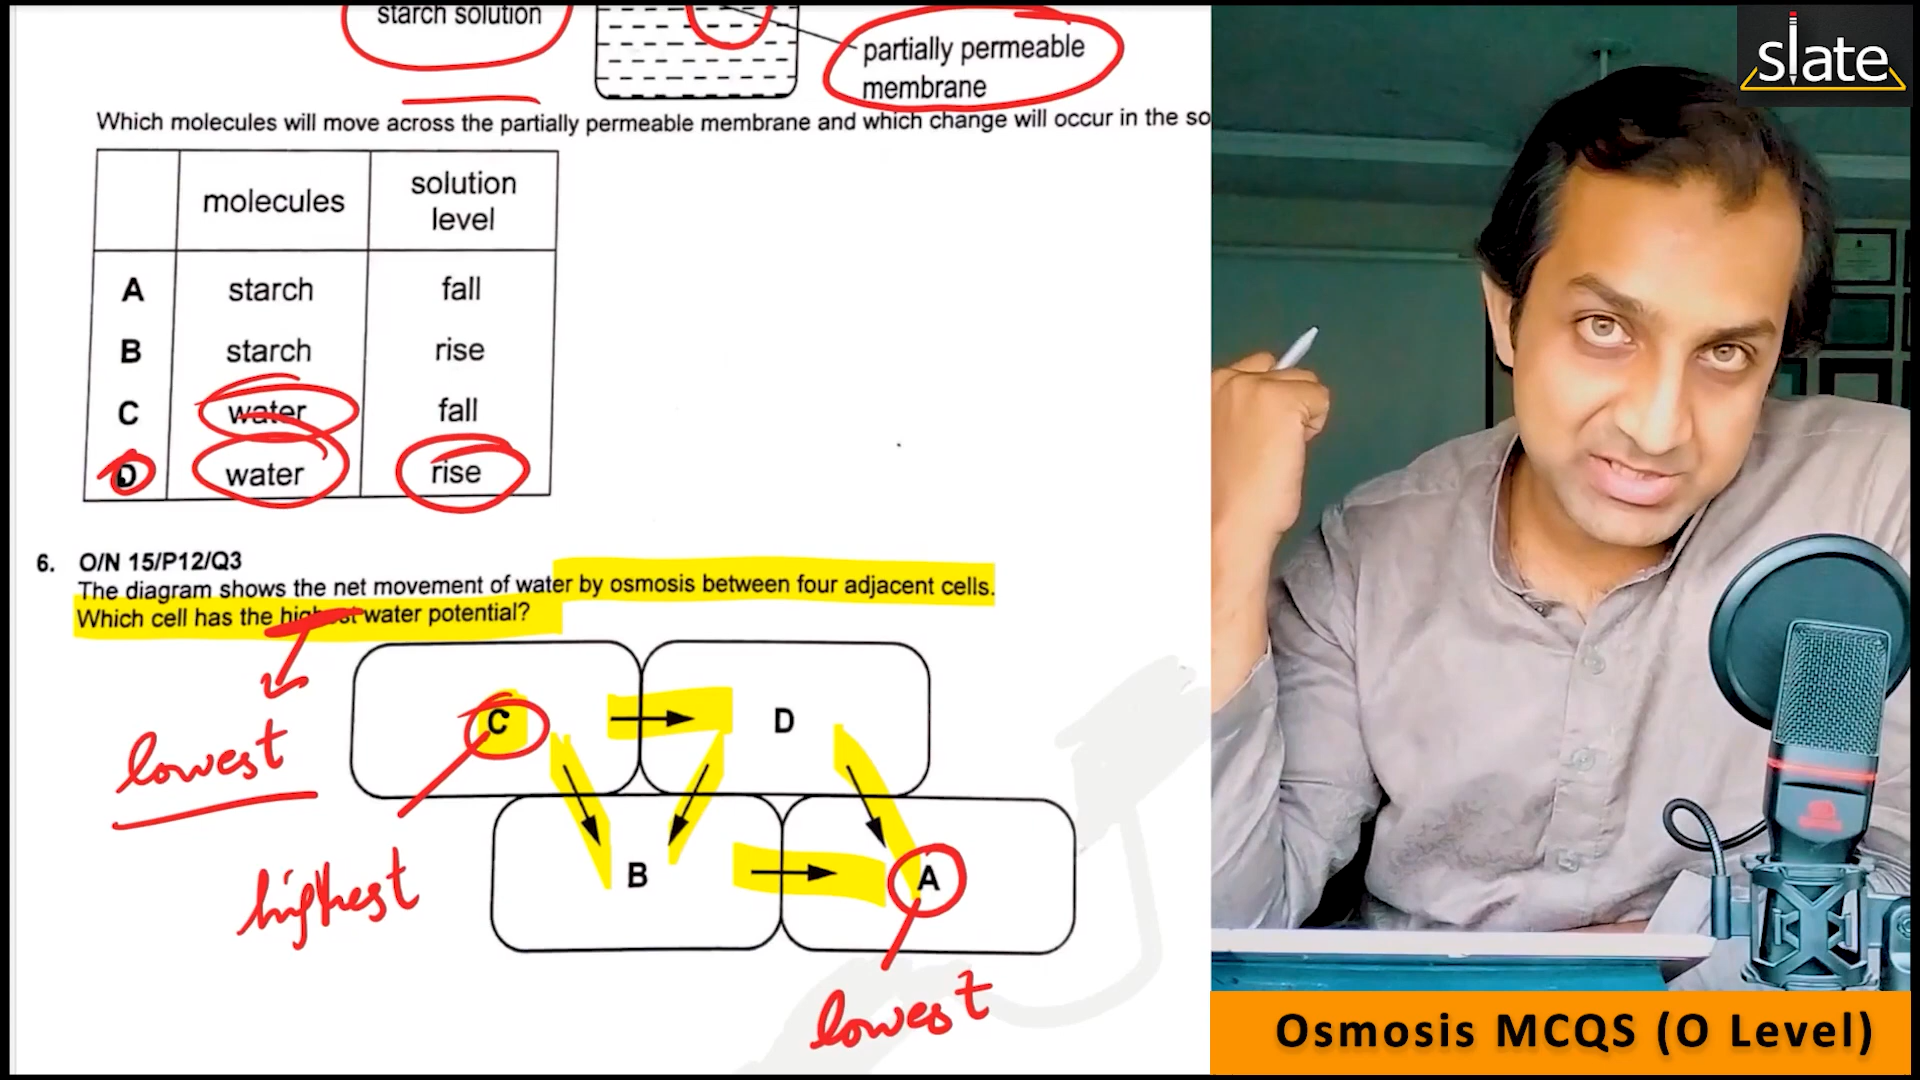 starch solution
partially permeable
membrane
slate
Which molecules will move across the partially permeable membrane and which change will occur in the so
molecules solution level
A starch fall
B starch rise
C water fall
D water rise
6. O/N 15/P12/Q3
The diagram shows the net movement of water by osmosis between four adjacent cells.
Which cell has the highest water potential?
C
D
lowest
B
A
highest
lowest
Osmosis MCQS (O Level)